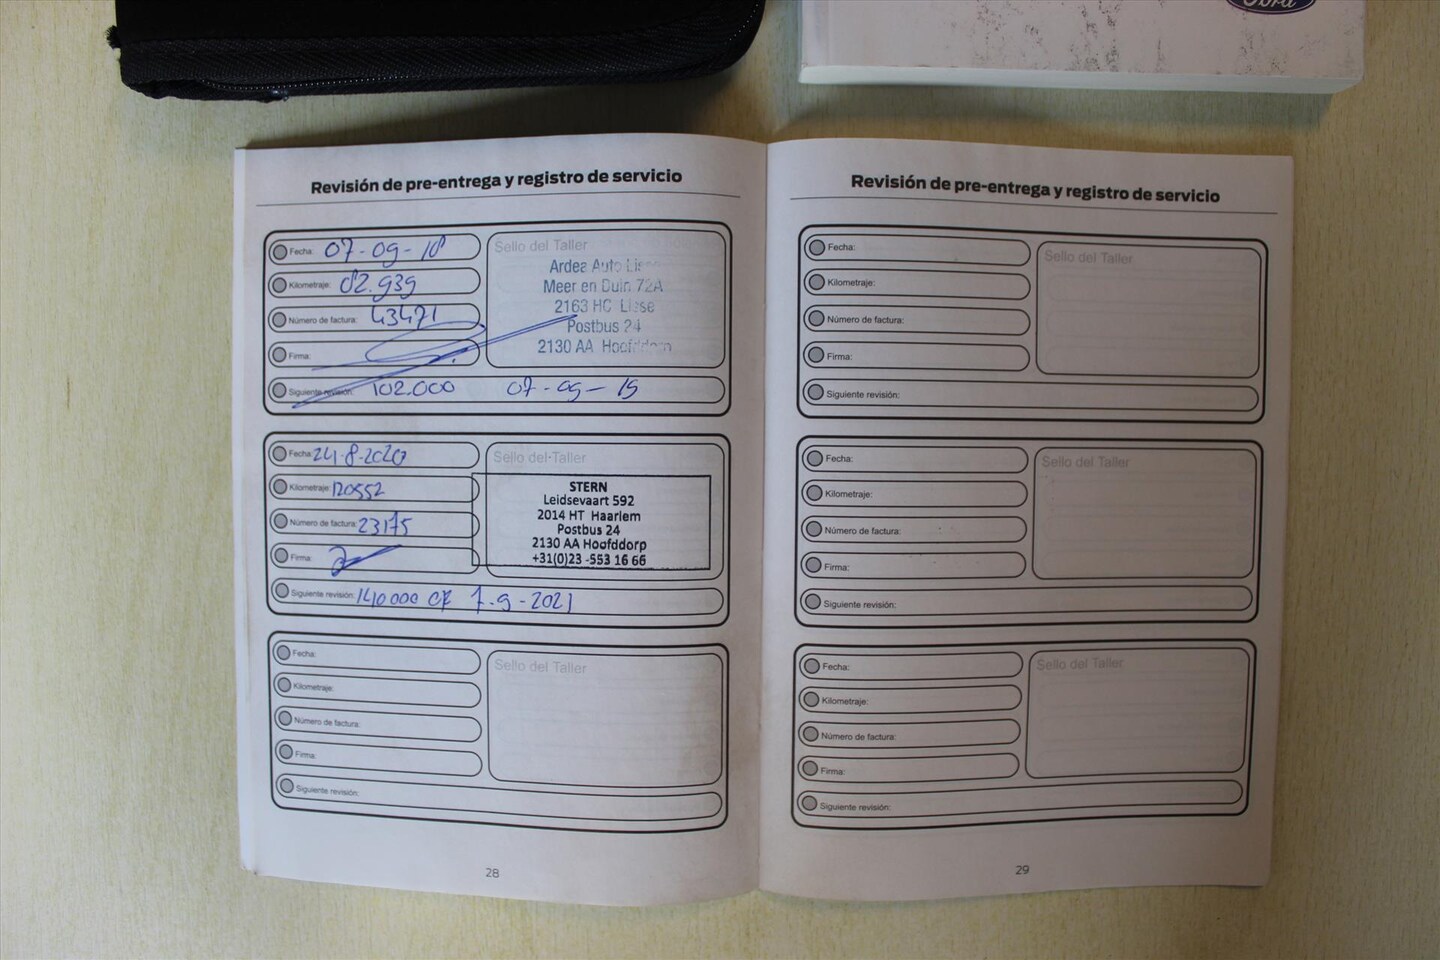 Ford
Revisión de pre-entrega y registro de servicio
Fecha: 07-09-18
Kilometraje: 82.939
Número de factura: 43471
Firma:
Siguiente revisión: 102.000 07-09-19
Sello del Taller
Ardea Auto Lisse
Meer en Duin 72A
2163 HC Lisse
Postbus 24
2130 AA Hoofddorp
Fecha: 24-8-2020
Kilometraje: 120552
Número de factura: 23175
Firma:
Siguiente revisión: 140000 OF 7-9-2021
Sello del Taller
STERN
Leidsevaart 592
2014 HT Haarlem
Postbus 24
2130 AA Hoofddorp
+31(0)23 -553 16 66
Fecha:
Kilometraje:
Número de factura:
Firma:
Siguiente revisión:
Sello del Taller
28
Revisión de pre-entrega y registro de servicio
Fecha:
Kilometraje:
Número de factura:
Firma:
Siguiente revisión:
Sello del Taller
Fecha:
Kilometraje:
Número de factura:
Firma:
Siguiente revisión:
Sello del Taller
Fecha:
Kilometraje:
Número de factura:
Firma:
Siguiente revisión:
Sello del Taller
29